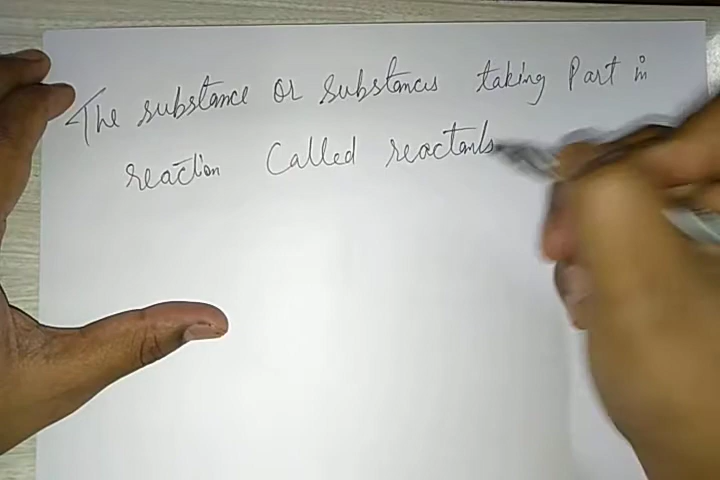 The substance or substances taking Part in
reaction Called reactants